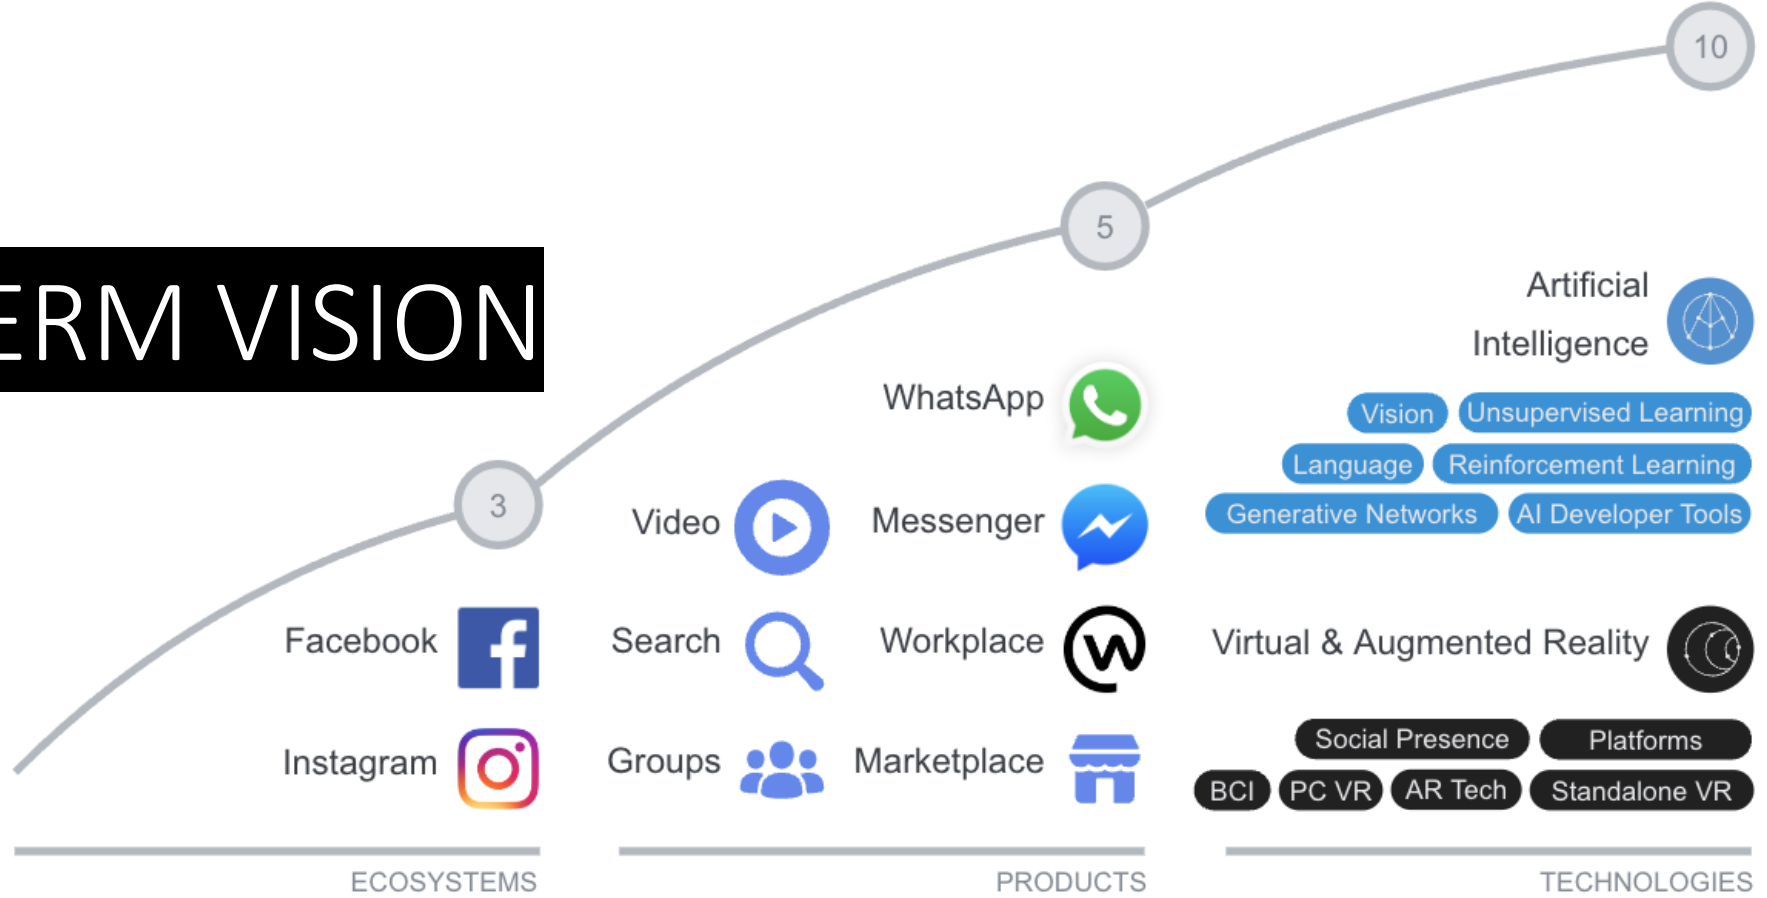 10
5
ERM VISION
3
Artificial
Intelligence
WhatsApp
Vision Unsupervised Learning
Language Reinforcement Learning
Generative Networks AI Developer Tools
Video Messenger
Facebook Search Workplace Virtual & Augmented Reality
Instagram Groups Marketplace
Social Presence Platforms
BCI PC VR AR Tech Standalone VR
ECOSYSTEMS PRODUCTS TECHNOLOGIES